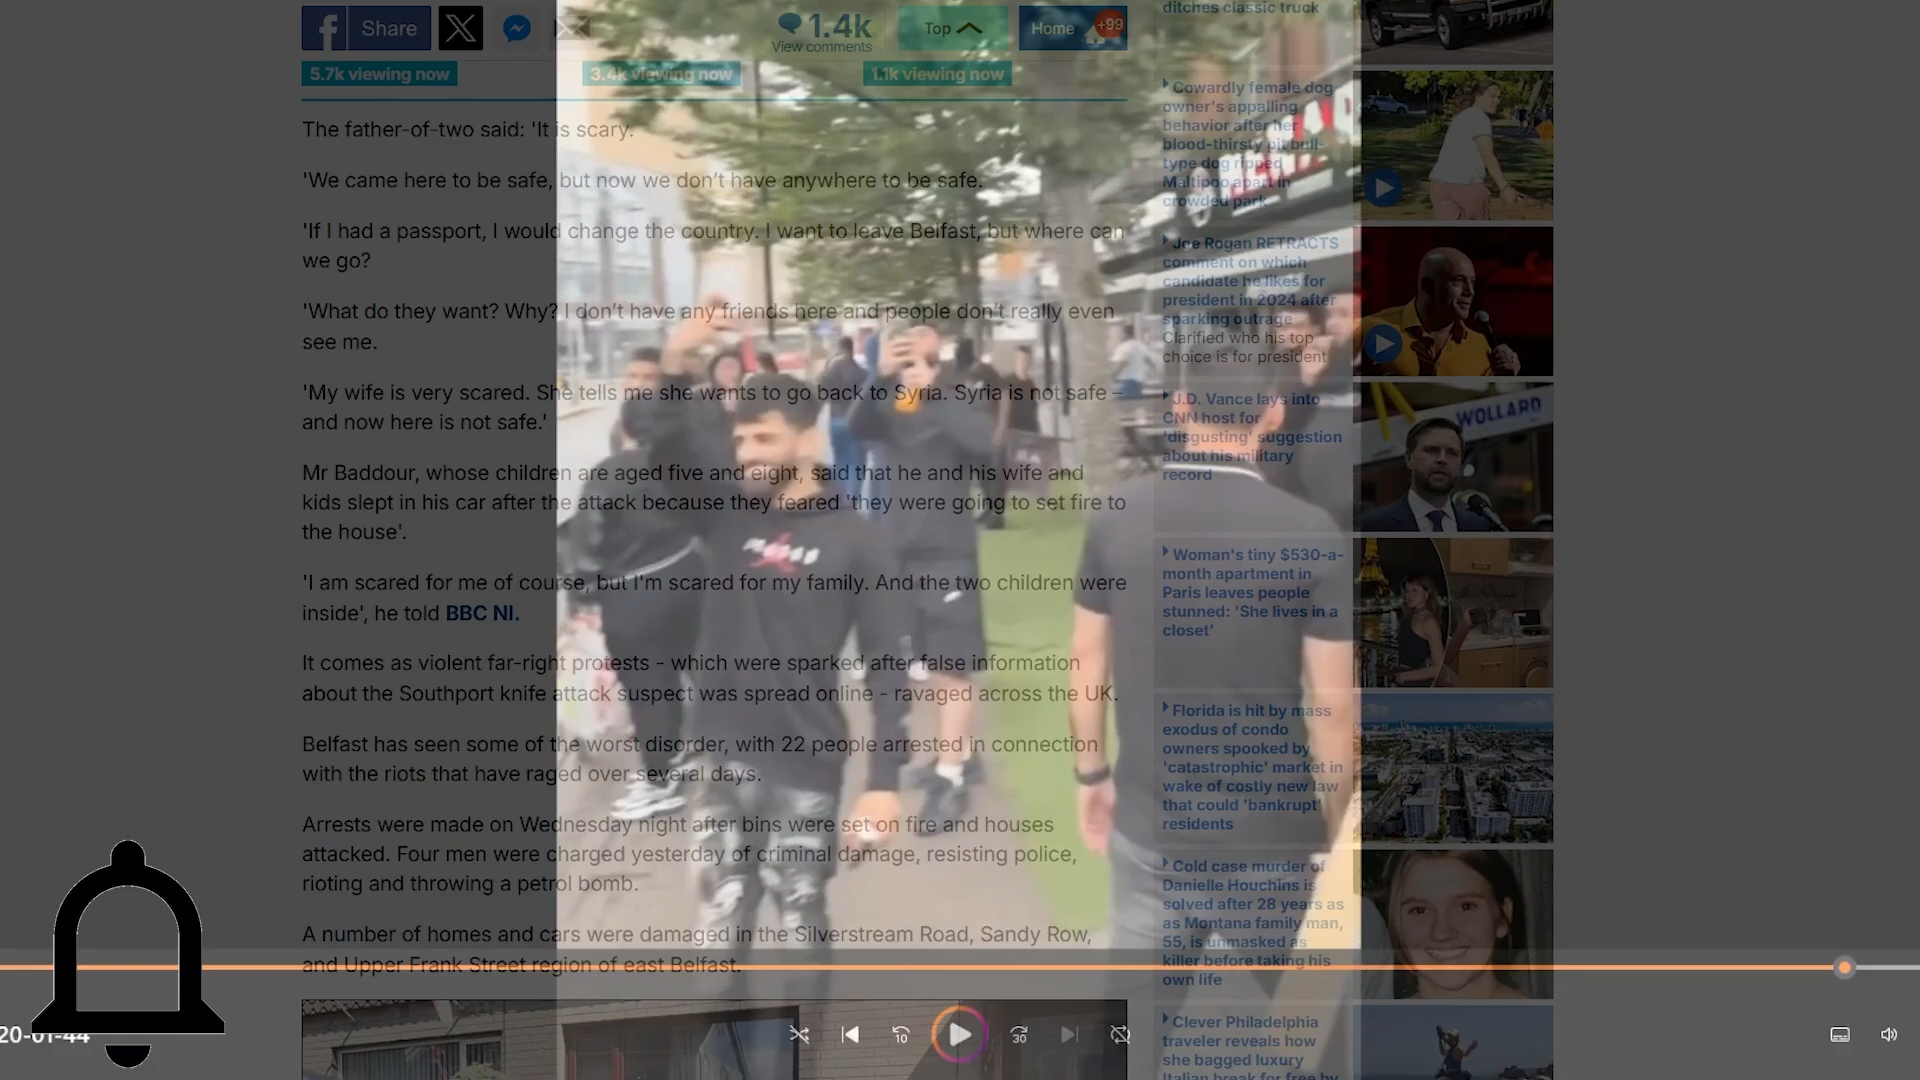 Share
1.4k
View comments
Top
Home
+99
5.7k viewing now
3.4k viewing now
1.1k viewing now
The father-of-two said: 'It is scary.
'We came here to be safe, but now we don't have anywhere to be safe.
'If I had a passport, I would change the country. I want to leave Belfast, but where can
we go?
'What do they want? Why? I don't have any friends here and people don't really even
see me.
'My wife is very scared. She tells me she wants to go back to Syria. Syria is not safe –
and now here is not safe.'
Mr Baddour, whose children are aged five and eight, said that he and his wife and
kids slept in his car after the attack because they feared 'they were going to set fire to
the house'.
'I am scared for me of course, but I'm scared for my family. And the two children were
inside', he told BBC NI.
It comes as violent far-right protests - which were sparked after false information
about the Southport knife attack suspect was spread online - ravaged across the UK.
Belfast has seen some of the worst disorder, with 22 people arrested in connection
with the riots that have raged over several days.
Arrests were made on Wednesday night after bins were set on fire and houses
attacked. Four men were charged yesterday of criminal damage, resisting police,
rioting and throwing a petrol bomb.
A number of homes and cars were damaged in the Silverstream Road, Sandy Row,
and Upper Frank Street region of east Belfast.
ditches classic truck
Cowardly female dog
owner's appalling
behavior after her
blood-thirsty pit bull-
type dog ripped
Maltipoo apart in
crowded park
Joe Rogan RETRACTS
comment on which
candidate he likes for
president in 2024 after
sparking outrage
Clarified who his top
choice is for president
J.D. Vance lays into
CNN host for
'disgusting' suggestion
about his military
record
WOLLARD
Woman's tiny $530-a-
month apartment in
Paris leaves people
stunned: 'She lives in a
closet'
Florida is hit by mass
exodus of condo
owners spooked by
'catastrophic' market in
wake of costly new law
that could 'bankrupt'
residents
Cold case murder of
Danielle Houchins is
solved after 28 years as
as Montana family man,
55, is unmasked as
killer before taking his
own life
Clever Philadelphia
traveler reveals how
she bagged luxury
Italian break for free by
20-01-44
10
30